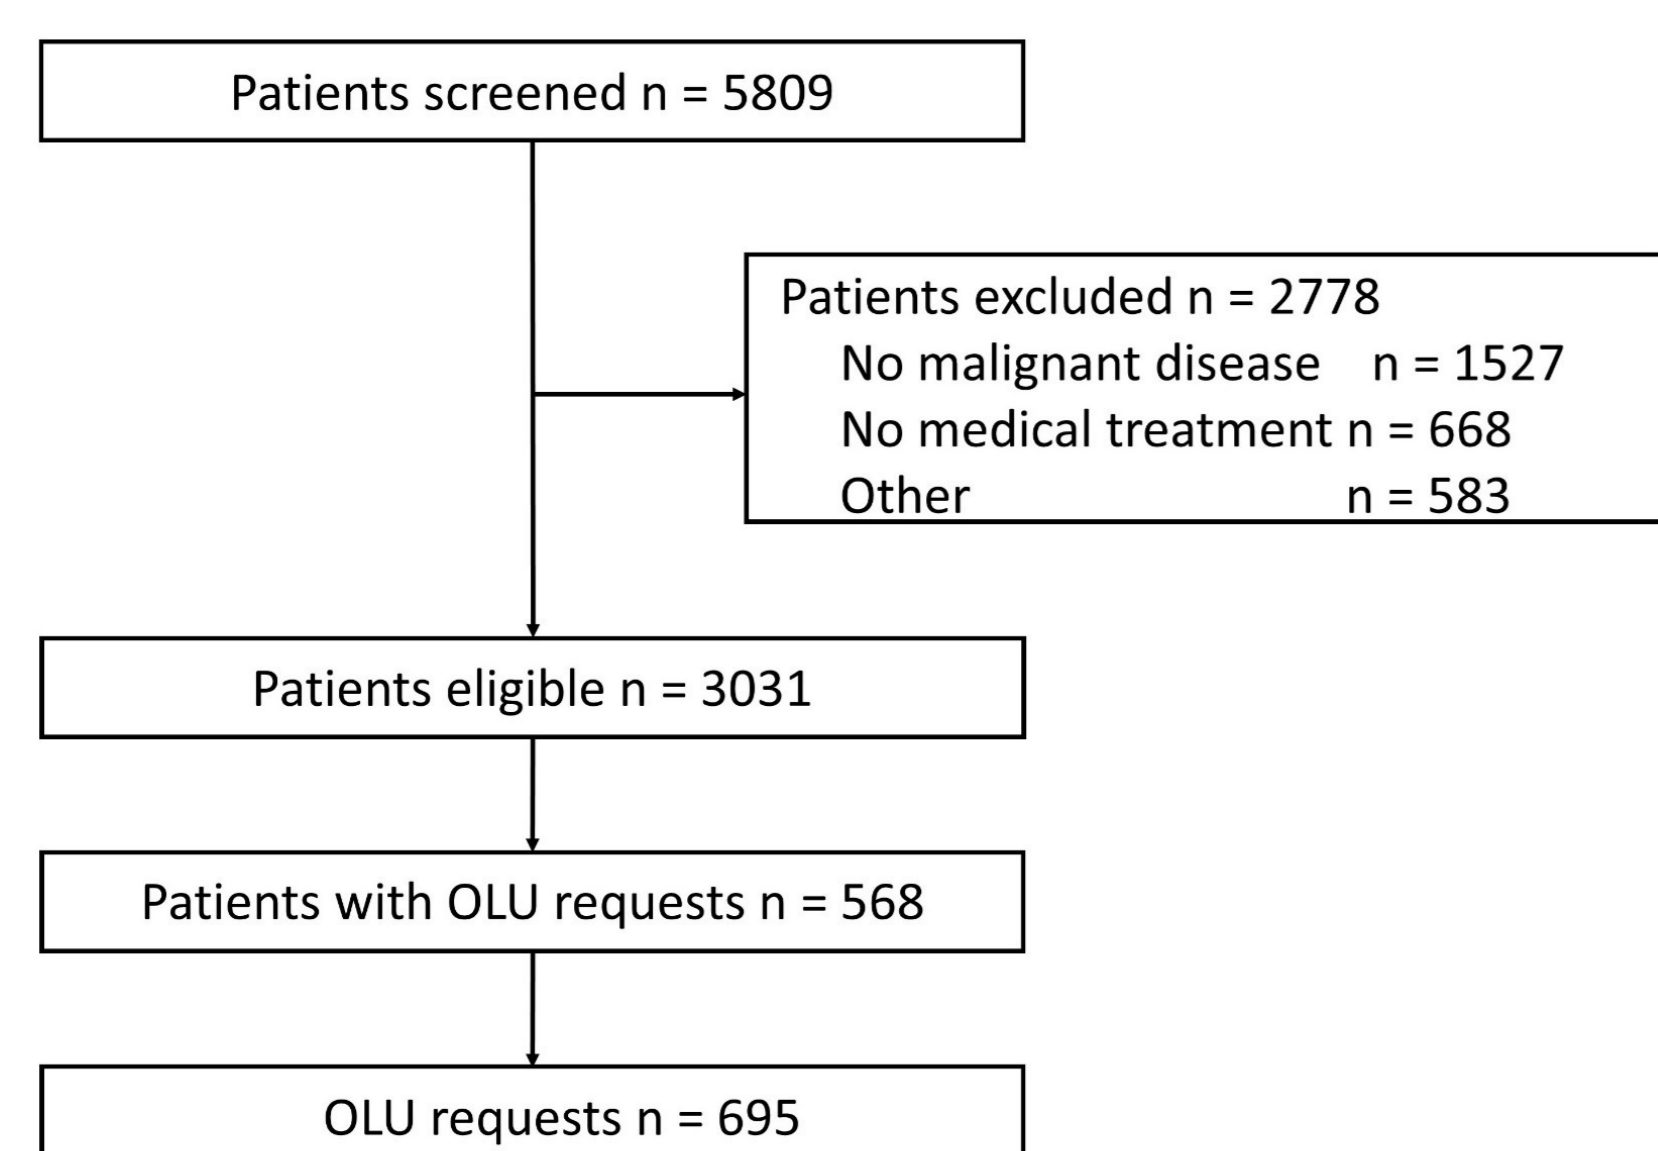 Patients screened n = 5809
Patients excluded n = 2778
No malignant disease n = 1527
No medical treatment n = 668
Other n = 583
Patients eligible n = 3031
Patients with OLU requests n = 568
OLU requests n = 695